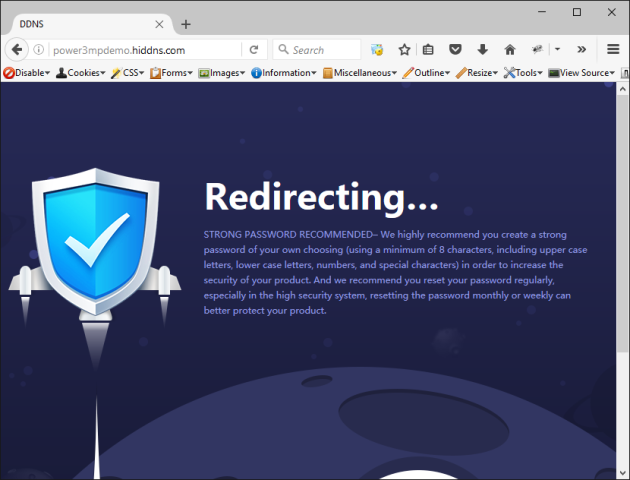 DDNS
power3mpdemo.hiddns.com
Search
Disable Cookies CSS Forms Images Information Miscellaneous Outline Resize Tools View Source
Redirecting...
STRONG PASSWORD RECOMMENDED– We highly recommend you create a strong
password of your own choosing (using a minimum of 8 characters, including upper case
letters, lower case letters, numbers, and special characters) in order to increase the
security of your product. And we recommend you reset your password regularly,
especially in the high security system, resetting the password monthly or weekly can
better protect your product.